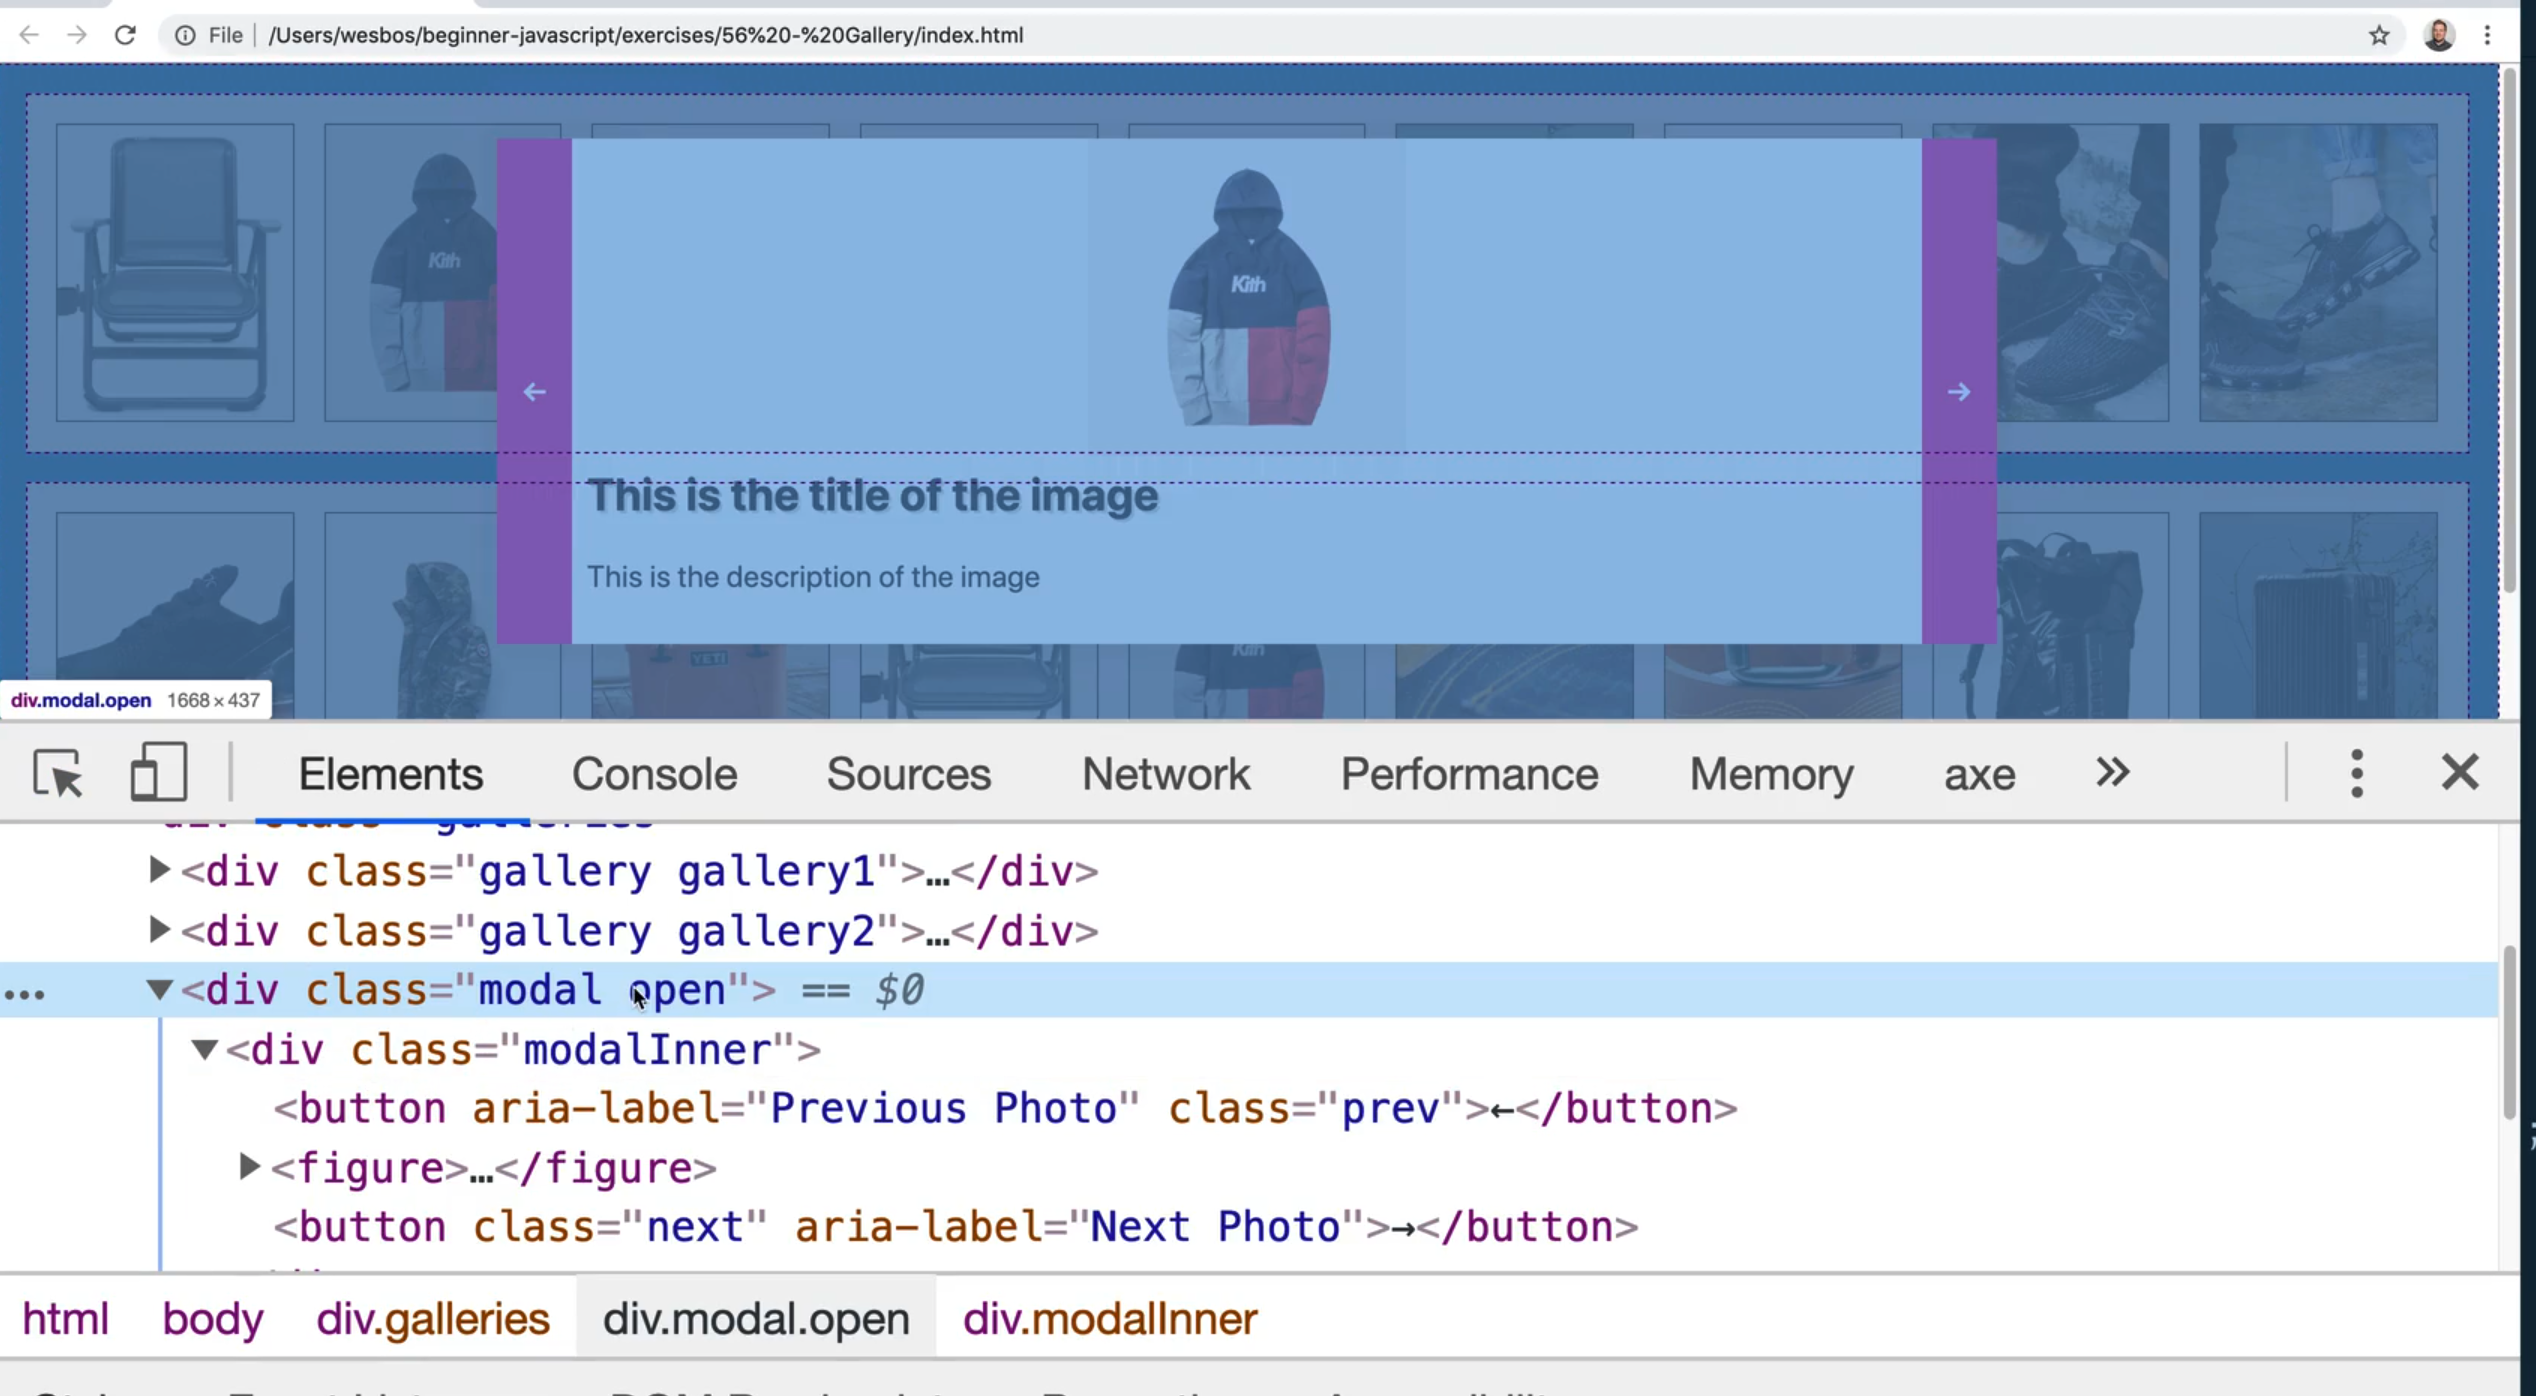 File /Users/wesbos/beginner-javascript/exercises/56%20-%20Gallery/index.html
Kith
Kith
←
→
This is the title of the image
This is the description of the image
YETI
Kith
div.modal.open 1668 × 437
Elements Console Sources Network Performance Memory axe »
<div class="gallery gallery1">…</div>
<div class="gallery gallery2">…</div>
… <div class="modal open"> == $0
<div class="modalInner">
<button aria-label="Previous Photo" class="prev">←</button>
<figure>…</figure>
<button class="next" aria-label="Next Photo">→</button>
html body div.galleries div.modal.open div.modalInner